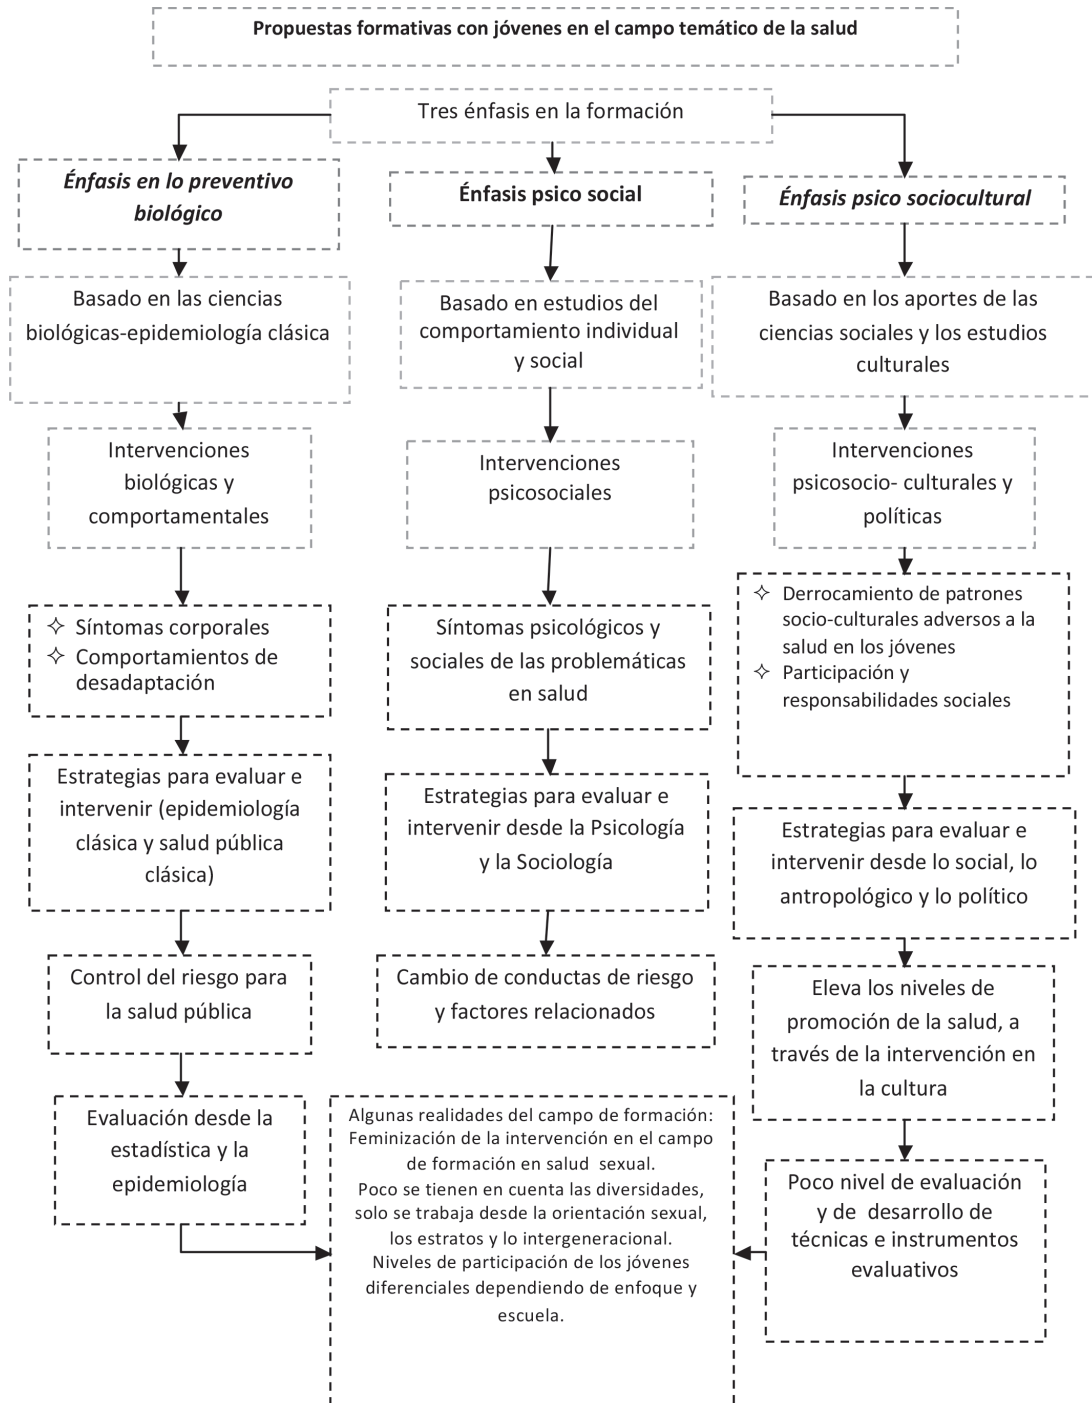 Propuestas formativas con jóvenes en el campo temático de la salud
Tres énfasis en la formación
Énfasis en lo preventivo
biológico
Basado en las ciencias
biológicas-epidemiología clásica
Intervenciones
biológicas y
comportamentales
Síntomas corporales
Comportamientos de
desadaptación
Estrategias para evaluar e
intervenir (epidemiología
clásica y salud pública
clásica)
Control del riesgo para
la salud pública
Evaluación desde la
estadística y la
epidemiología
Énfasis psico social
Basado en estudios del
comportamiento individual
y social
Intervenciones
psicosociales
Síntomas psicológicos y
sociales de las problemáticas
en salud
Estrategias para evaluar e
intervenir desde la Psicología
y la Sociología
Cambio de conductas de riesgo
y factores relacionados
Énfasis psico sociocultural
Basado en los aportes de las
ciencias sociales y los estudios
culturales
Intervenciones
psicosocio- culturales y
políticas
Derrocamiento de patrones
socio-culturales adversos a la
salud en los jóvenes
Participación y
responsabilidades sociales
Estrategias para evaluar e
intervenir desde lo social, lo
antropológico y lo político
Eleva los niveles de
promoción de la salud, a
través de la intervención en
la cultura
Poco nivel de evaluación
y de desarrollo de
técnicas e instrumentos
evaluativos
Algunas realidades del campo de formación:
Feminización de la intervención en el campo
de formación en salud sexual.
Poco se tienen en cuenta las diversidades,
solo se trabaja desde la orientación sexual,
los estratos y lo intergeneracional.
Niveles de participación de los jóvenes
diferenciales dependiendo de enfoque y
escuela.